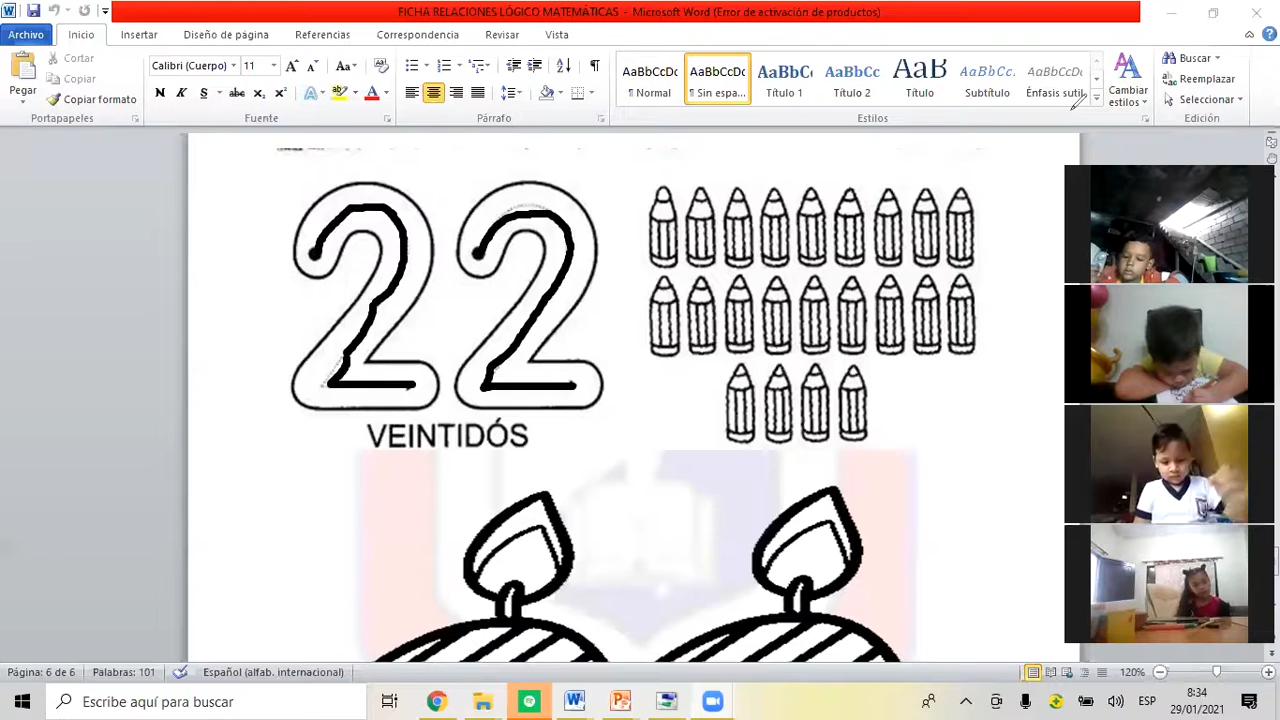 FICHA RELACIONES LÓGICO MATEMÁTICAS - Microsoft Word (Error de activación de productos)
Archivo Inicio Insertar Diseño de página Referencias Correspondencia Revisar Vista
Cortar
Copiar
Copiar formato
Pegar
Portapapeles
Calibri (Cuerpo) 11
N K S abc x₂ x²
Fuente
Párrafo
AaBbCcDc AaBbCcDc AaBbC AaBbCc AaB AaBbCc. AaBbCcDc
¶ Normal ¶ Sin espa... Título 1 Título 2 Título Subtítulo Énfasis sutil
Cambiar estilos
Estilos
Buscar
Reemplazar
Seleccionar
Edición
22
VEINTIDÓS
Página: 6 de 6 Palabras: 101 Español (alfab. internacional) 120%
Escribe aquí para buscar
ESP
8:34
29/01/2021